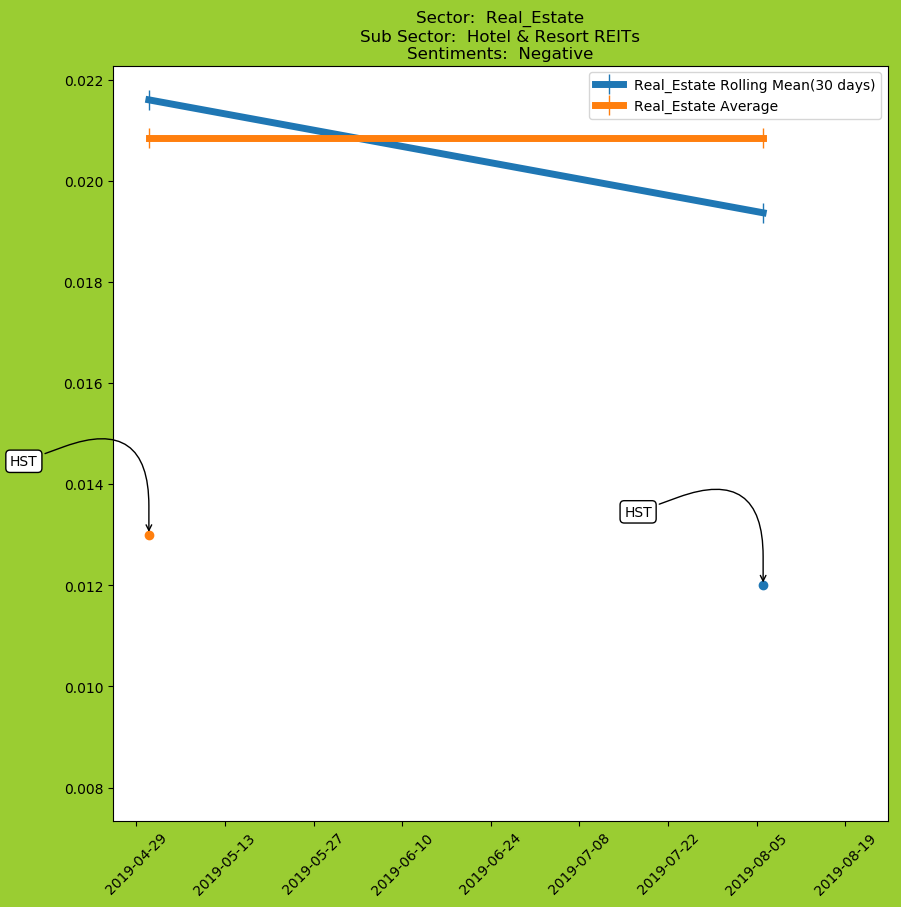 Sector:  Real_Estate
Sub Sector:  Hotel & Resort REITs
Sentiments:  Negative
Real_Estate Rolling Mean(30 days)
Real_Estate Average
0.022
0.020
0.018
0.016
0.014
0.012
0.010
0.008
HST
HST
2019-04-29
2019-05-13
2019-05-27
2019-06-10
2019-06-24
2019-07-08
2019-07-22
2019-08-05
2019-08-19